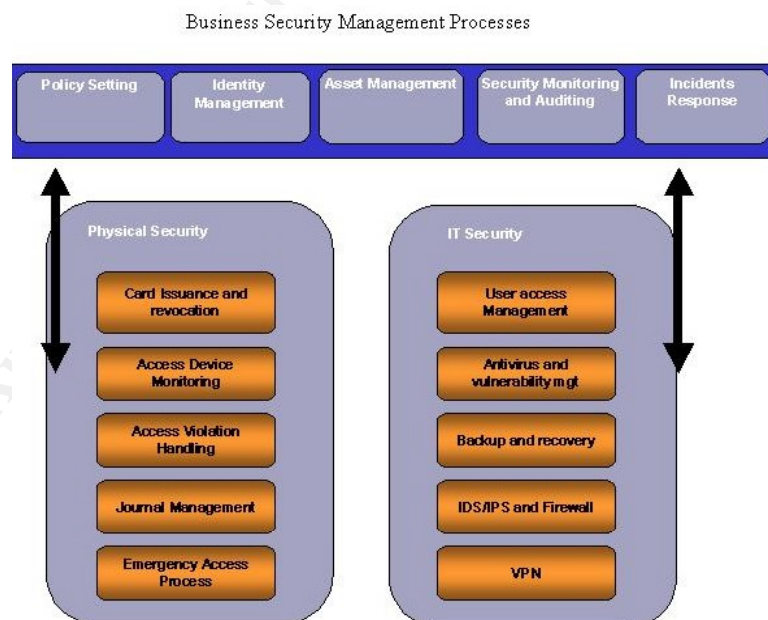 Business Security Management Processes
Policy Setting
Identity
Management
Asset Management
Security Monitoring
and Auditing
Incidents
Response
Physical Security
Card Issuance and
revocation
Access Device
Monitoring
Access Violation
Handling
Journal Management
Emergency Access
Process
IT Security
User access
Management
Antivirus and
vulnerability mgt
Backup and recovery
IDS/IPS and Firewall
VPN